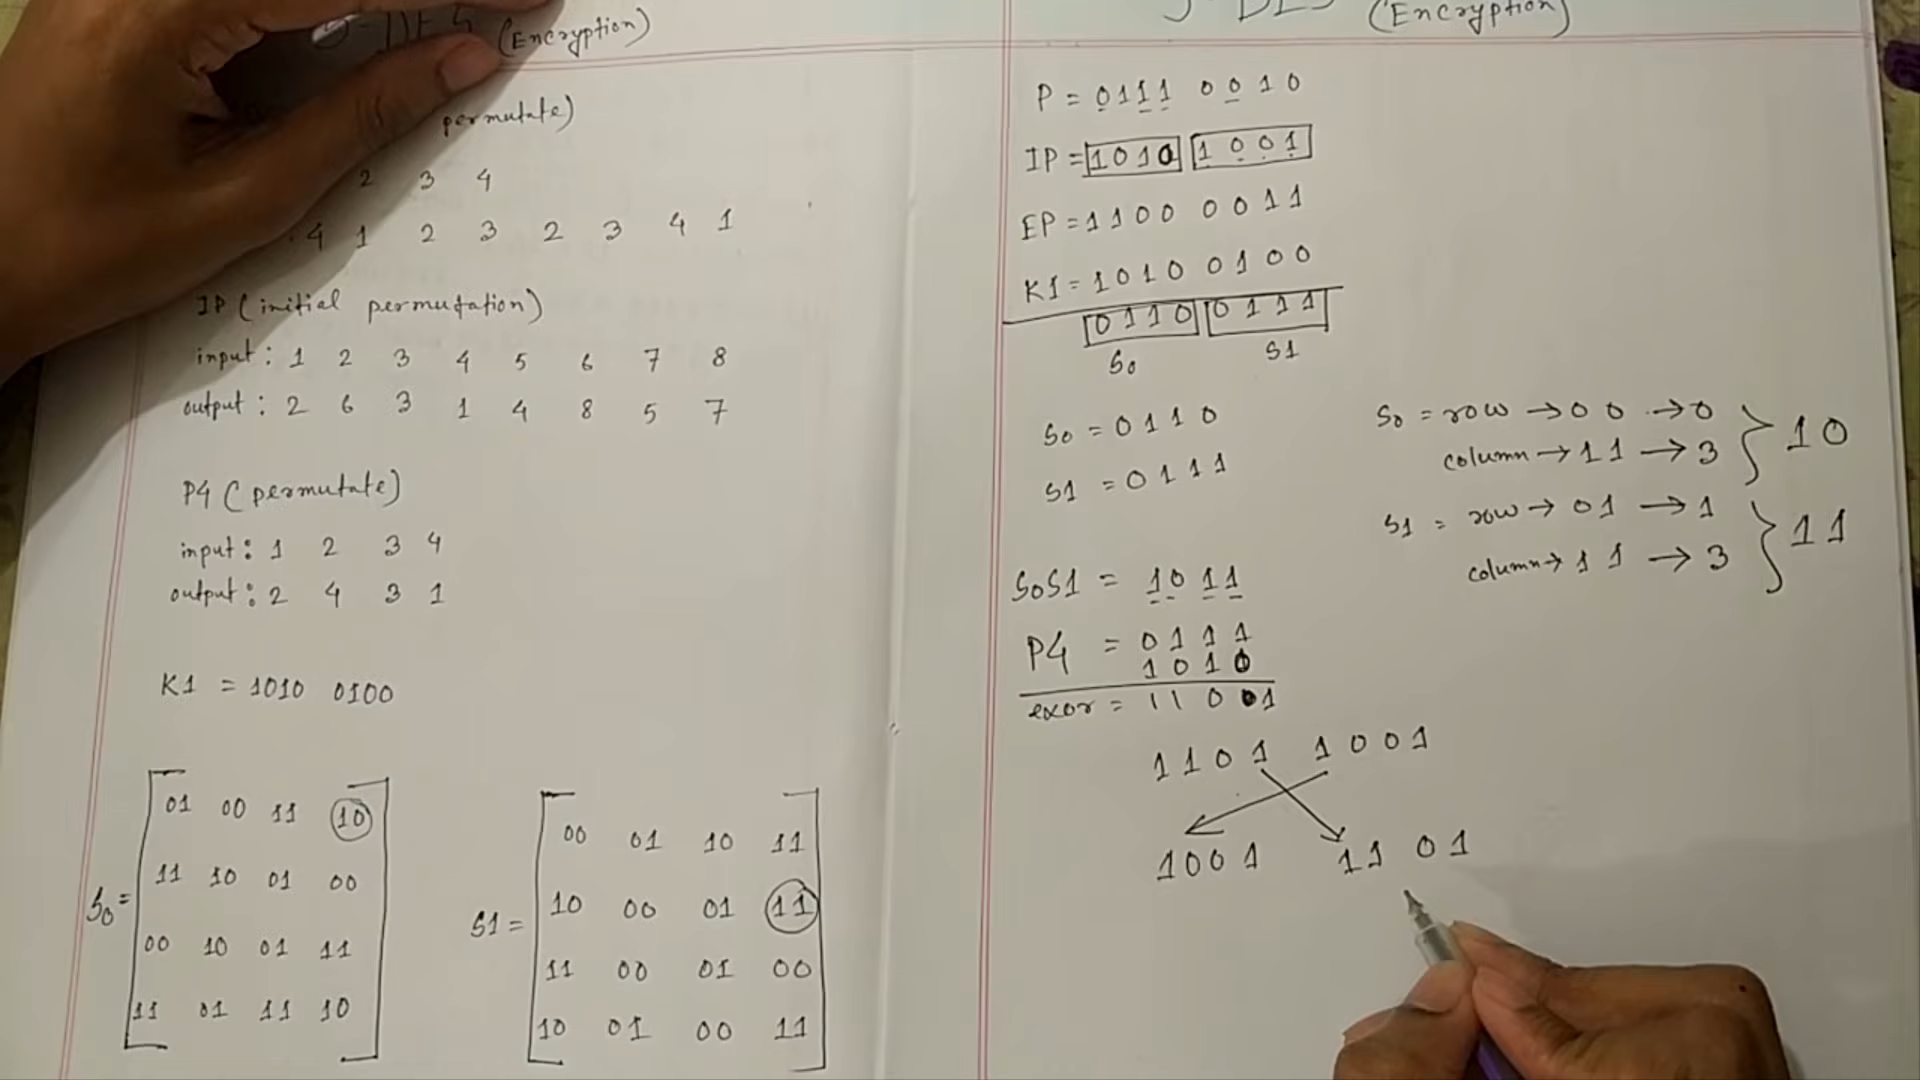 (Encryption)
permutate)
2 3 4
4 1 2 3 2 3 4 1
IP (initial permutation)
input: 1 2 3 4 5 6 7 8
output: 2 6 3 1 4 8 5 7
P4 (permutate)
input: 1 2 3 4
output: 2 4 3 1
K1 = 1010 0100
S0 =
01 00 11 10
11 10 01 00
00 10 01 11
11 01 11 10
S1 =
00 01 10 11
10 00 01 11
11 00 01 00
10 01 00 11
(Encryption)
P = 0111 0010
IP = 1010 1001
EP = 1100 0011
K1 = 1010 0100
0110 0111
S0 S1
S0 = 0110
S1 = 0111
S0 = row → 00 → 0
column → 11 → 3
} 10
S1 = row → 01 → 1
column → 11 → 3
} 11
S0S1 = 1011
P4 = 0111
1010
exor = 110 1
1101 1001
1001 1101